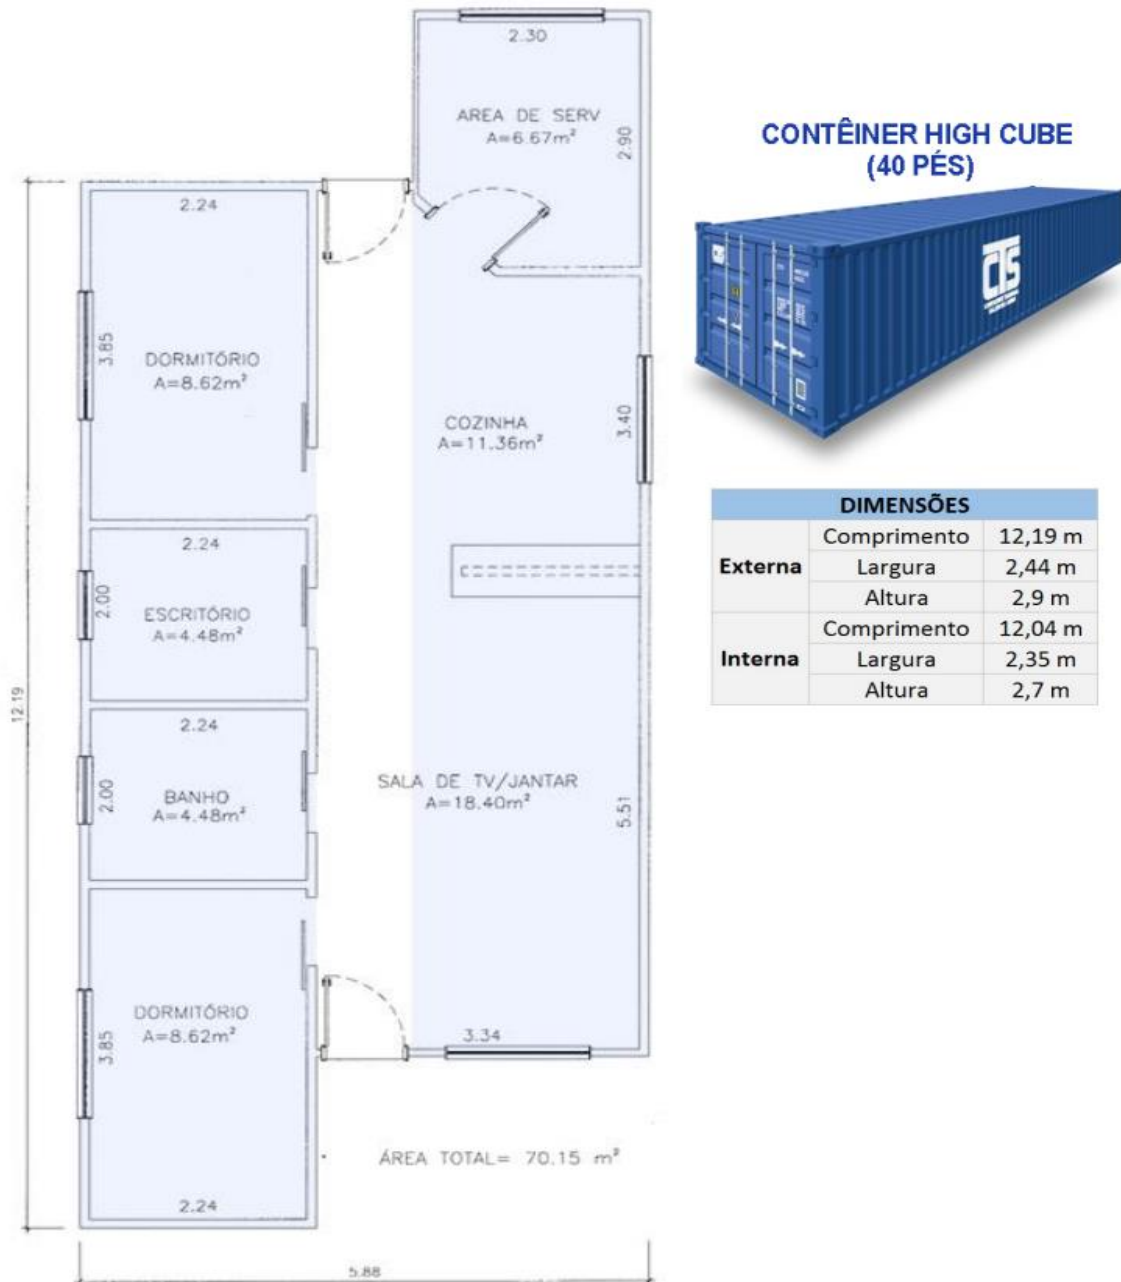 2.30
AREA DE SERV
A=6.67m²
2.90
CONTÊINER HIGH CUBE
(40 PÉS)
CTS
2.24
3.85
DORMITÓRIO
A=8.62m²
COZINHA
A=11.36m²
3.40
2.24
2.00
ESCRITÓRIO
A=4.48m²
12.19
2.24
2.00
BANHO
A=4.48m²
SALA DE TV/JANTAR
A=18.40m²
5.51
DORMITÓRIO
A=8.62m²
3.85
3.34
2.24
ÁREA TOTAL= 70.15 m²
5.88
DIMENSÕES
Externa
Comprimento 12,19 m
Largura 2,44 m
Altura 2,9 m
Interna
Comprimento 12,04 m
Largura 2,35 m
Altura 2,7 m